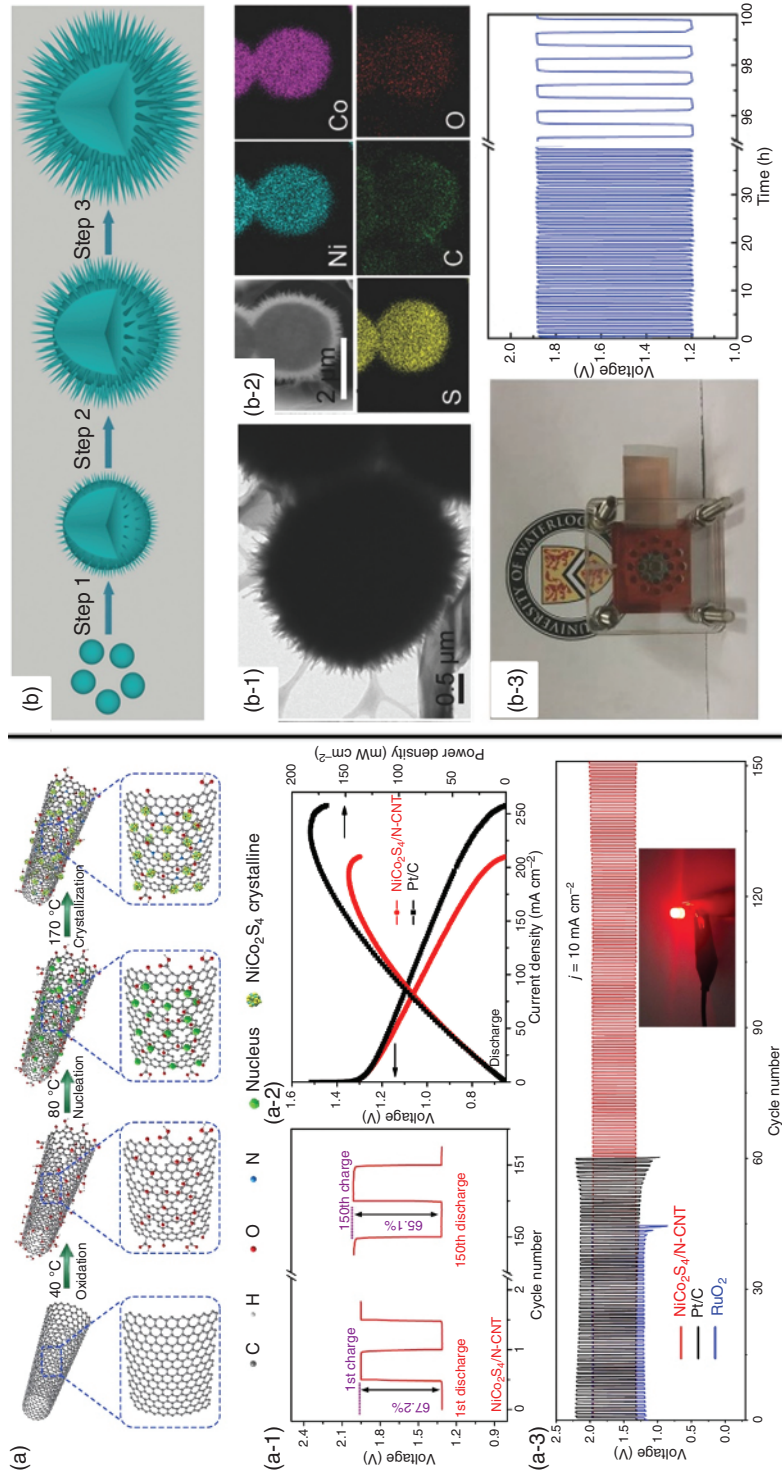 (a)
40 °C
Oxidation
80 °C
Nucleation
170 °C
Crystallization
C
H
O
N
Nucleus
NiCo₂S₄ crystalline
(a-1)
Voltage (V)
2.1
1.8
1.5
1.2
1st charge
67.2%
1st discharge
NiCo₂S₄/N-CNT
150th charge
65.1%
150th discharge
0 1 2 150 151
Cycle number
(a-2)
Voltage (V)
1.6
1.4
1.2
1.0
0.8
Power density (mW cm⁻²)
200
150
100
50
0
NiCo₂S₄/N-CNT
Pt/C
Discharge
0 50 75 100 125 150 175 200 250
Current density (mA cm⁻²)
(a-3)
Voltage (V)
2.5
2.0
1.5
1.0
0.5
j = 10 mA cm⁻²
NiCo₂S₄/N-CNT
Pt/C
RuO₂
0 30 60 90 120 150
Cycle number
(b)
Step 1
Step 2
Step 3
(b-1)
0.5 μm
(b-2)
2 μm
Ni
Co
S
C
O
(b-3)
UNIVERSITY OF WATERLOO
Voltage (V)
2.0
1.8
1.6
1.4
1.2
1.0
0 10 20 30 96 98 100
Time (h)